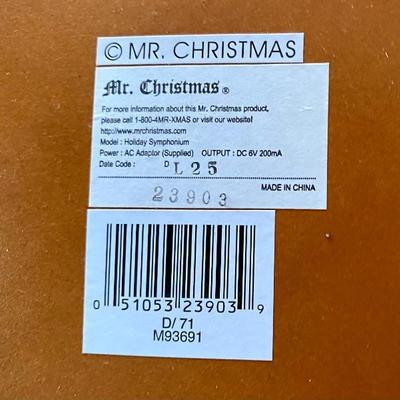 © MR. CHRISTMAS
Mr. Christmas®
For more information about this Mr. Christmas product,
please call 1-800-4MR-XMAS or visit our website!
http://www.mrchristmas.com
Model : Holiday Symphonium
Power : AC Adaptor (Supplied) OUTPUT : DC 6V 200mA
Date Code : D L 25
MADE IN CHINA
23903
0 51053 23903 9
D/ 71
M93691